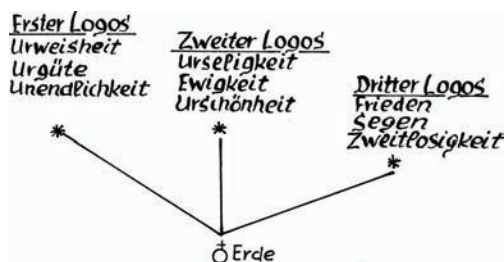 Erster Logos
Urweisheit
Urgüte
Unendlichkeit
Zweiter Logos
Urseligkeit
Ewigkeit
Urschönheit
Dritter Logos
Frieden
Segen
Zweitlosigkeit
Erde